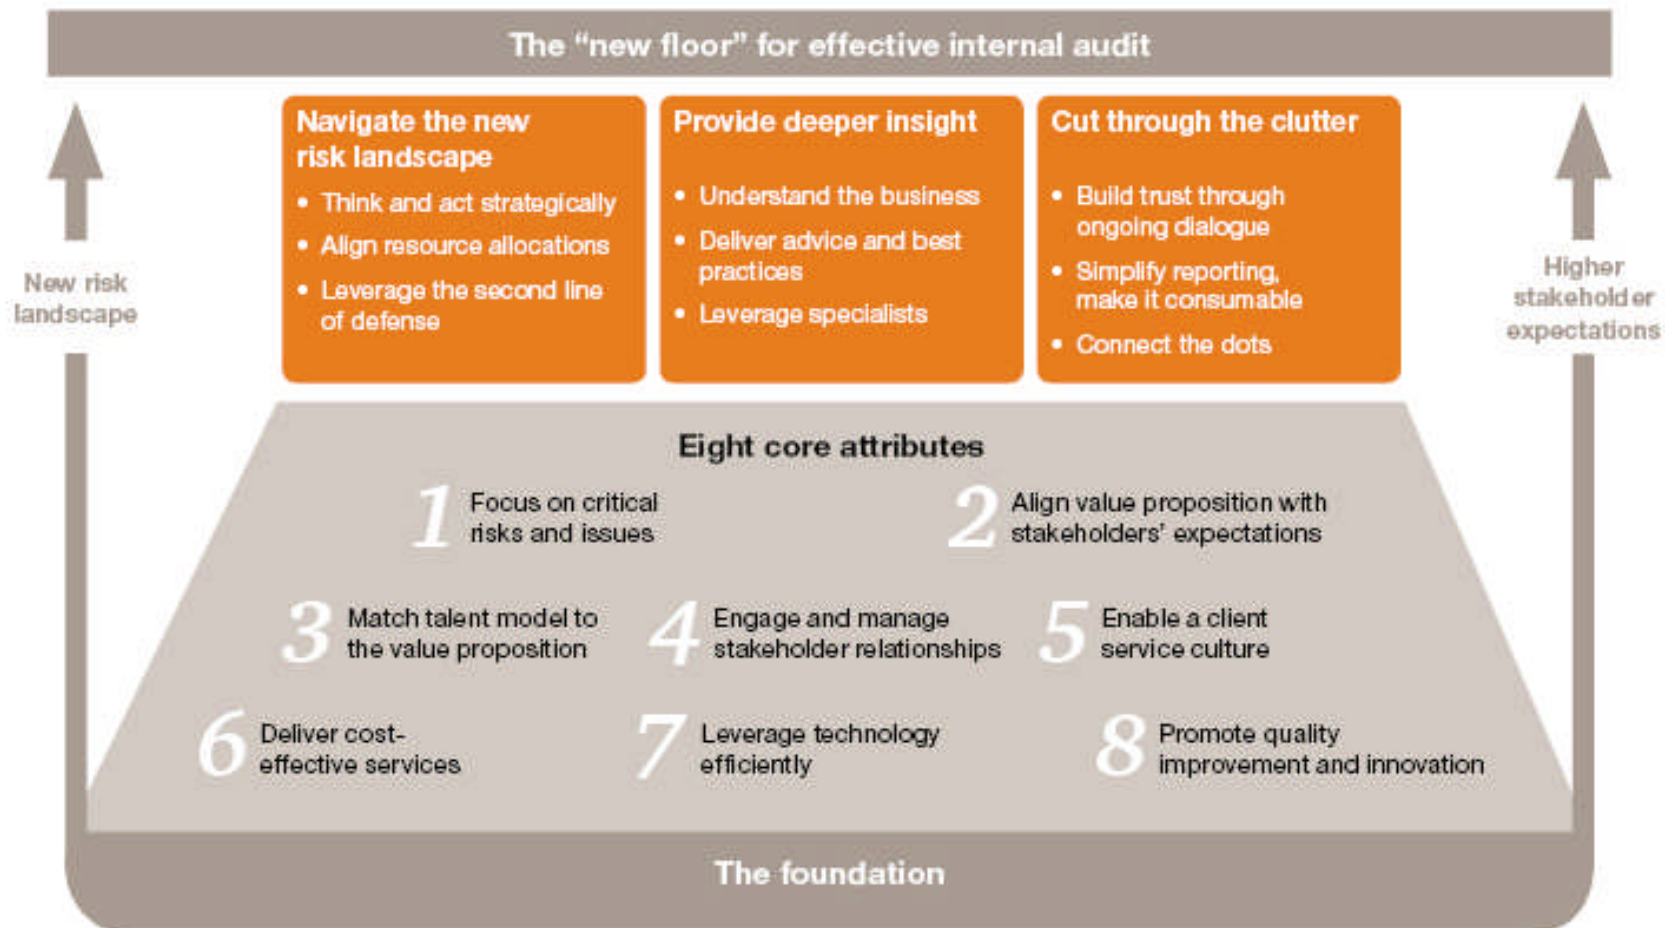 The “new floor” for effective internal audit
New risk
landscape
Navigate the new
risk landscape
• Think and act strategically
• Align resource allocations
• Leverage the second line
of defense
Provide deeper insight
• Understand the business
• Deliver advice and best
practices
• Leverage specialists
Cut through the clutter
• Build trust through
ongoing dialogue
• Simplify reporting,
make it consumable
• Connect the dots
Higher
stakeholder
expectations
Eight core attributes
1 Focus on critical
risks and issues
2 Align value proposition with
stakeholders’ expectations
3 Match talent model to
the value proposition
4 Engage and manage
stakeholder relationships
5 Enable a client
service culture
6 Deliver cost-
effective services
7 Leverage technology
efficiently
8 Promote quality
improvement and innovation
The foundation